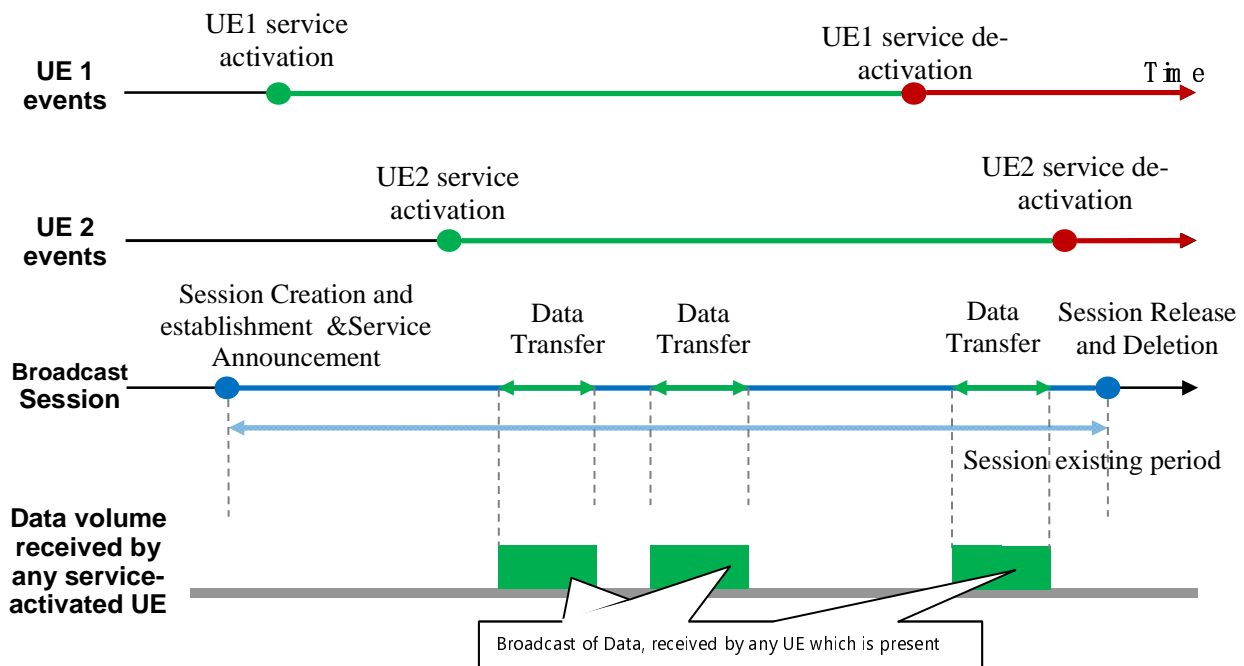 UE1 service
activation
UE1 service de-
activation
Time
UE 1
events
UE2 service
activation
UE2 service de-
activation
UE 2
events
Session Creation and
establishment &Service
Announcement
Data
Transfer
Data
Transfer
Data
Transfer
Session Release
and Deletion
Broadcast
Session
Session existing period
Data volume
received by
any service-
activated UE
Broadcast of Data, received by any UE which is present